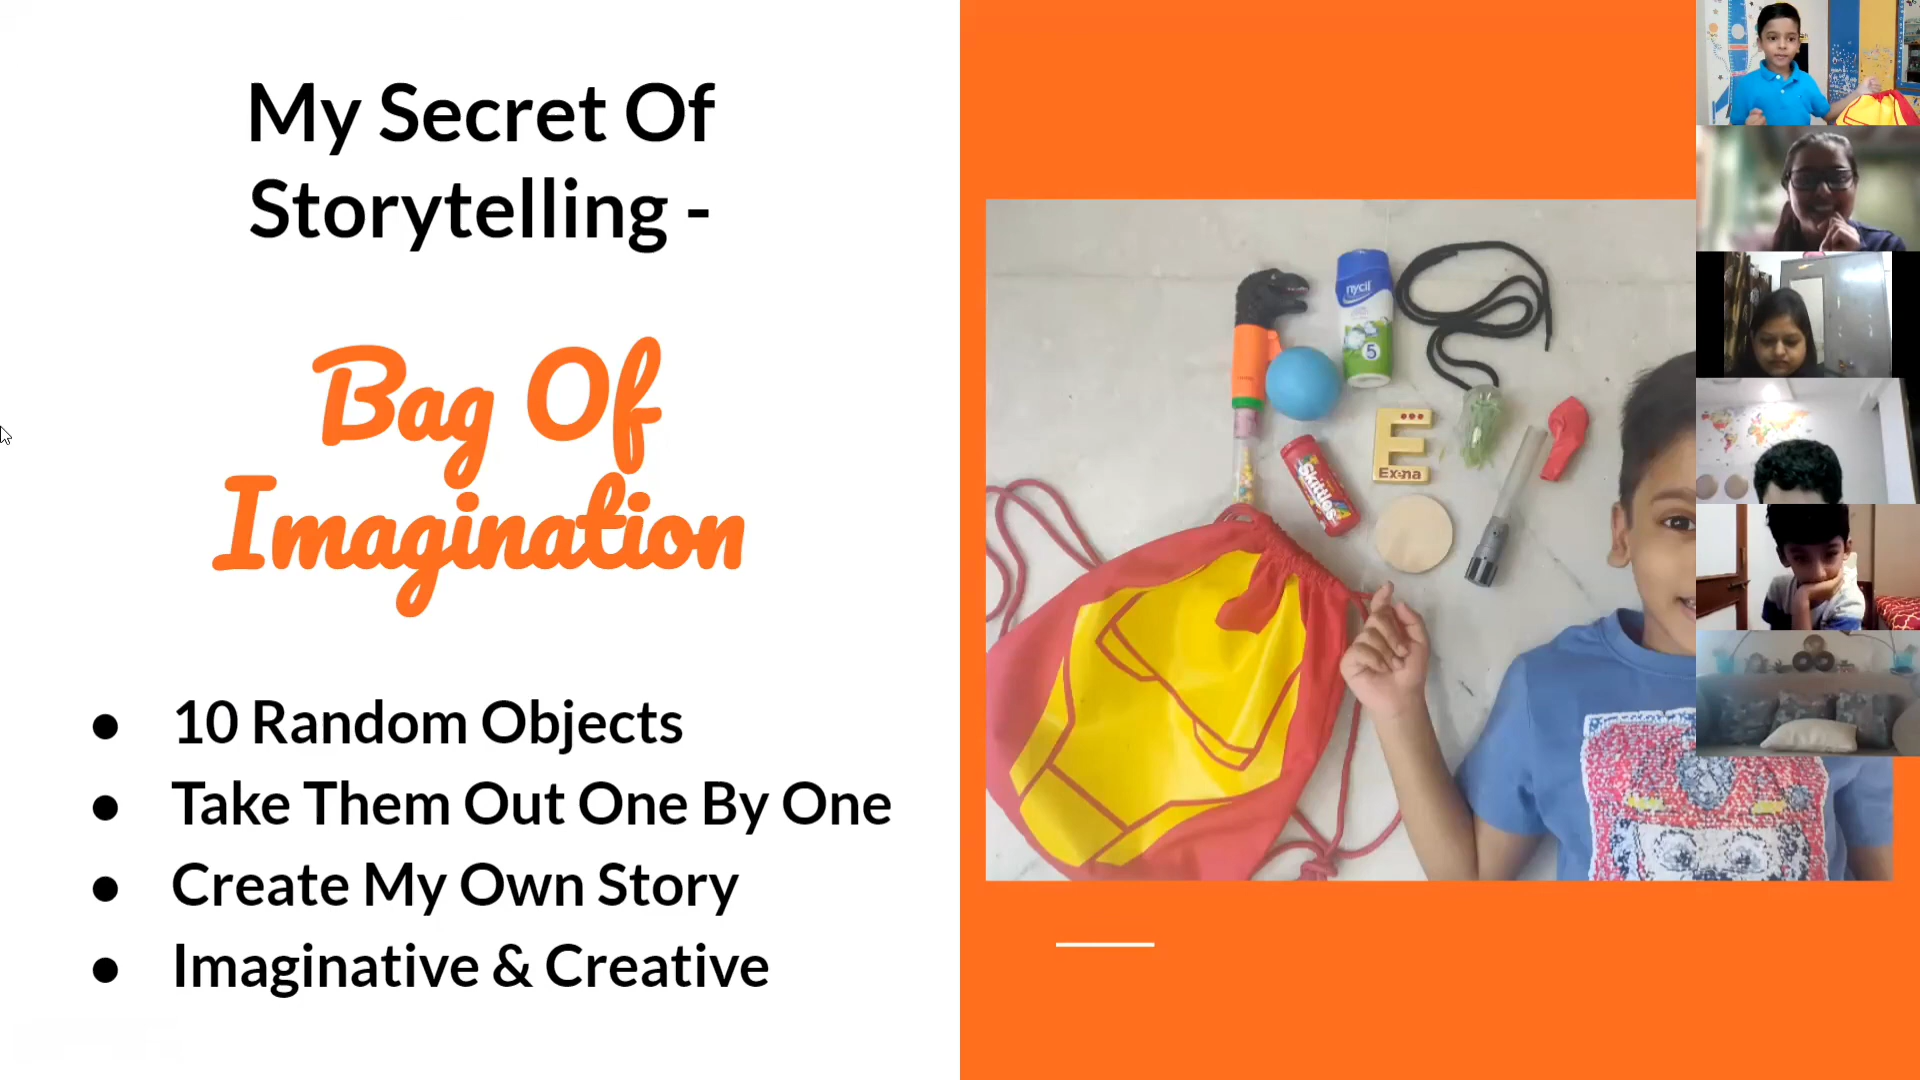 My Secret Of
Storytelling -
Bag Of
Imagination
● 10 Random Objects
● Take Them Out One By One
● Create My Own Story
● Imaginative & Creative
nycil
5
E
Skittles